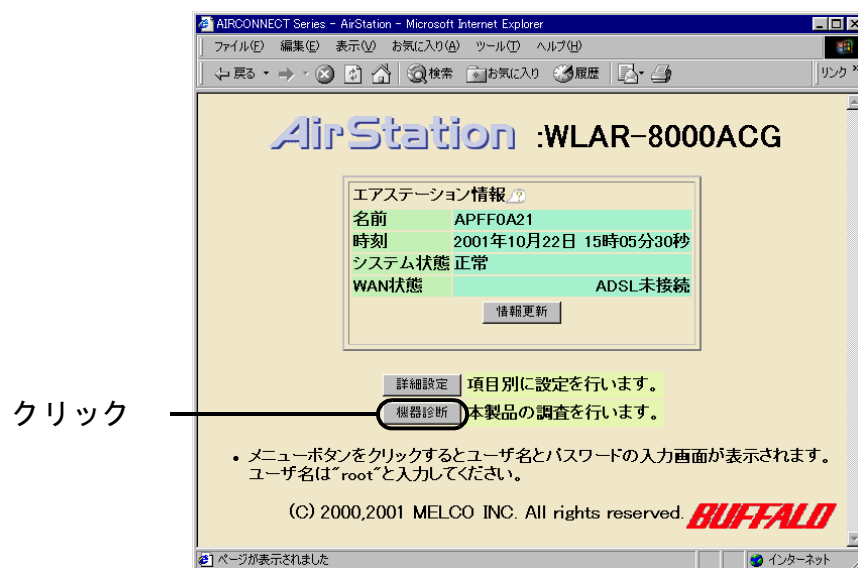 AIRCONNECT Series - AirStation - Microsoft Internet Explorer
ファイル(F) 編集(E) 表示(V) お気に入り(A) ツール(T) ヘルプ(H)
戻る 検索 お気に入り 履歴 リンク »
AirStation :WLAR-8000ACG
エアステーション情報 ?
名前 APFF0A21
時刻 2001年10月22日 15時05分30秒
システム状態 正常
WAN状態 ADSL未接続
情報更新
詳細設定 項目別に設定を行います。
クリック 機器診断 本製品の調査を行います。
• メニューボタンをクリックするとユーザ名とパスワードの入力画面が表示されます。
ユーザ名は"root"と入力してください。
(C) 2000,2001 MELCO INC. All rights reserved. BUFFALO
ページが表示されました インターネット